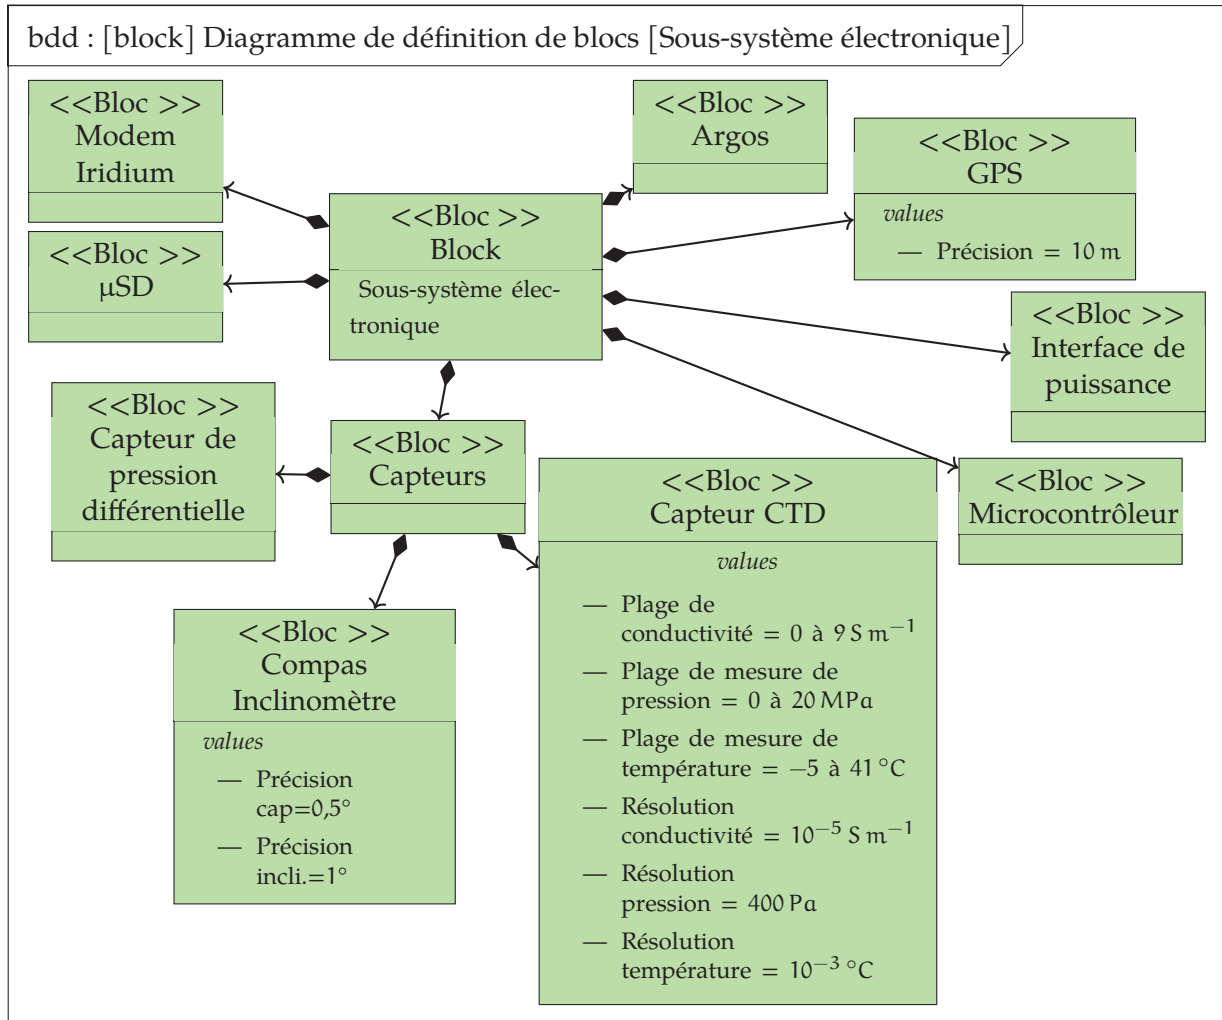 bdd : [block] Diagramme de définition de blocs [Sous-système électronique]
<<Bloc >>
Modem
Iridium
<<Bloc >>
Argos
<<Bloc >>
GPS
values
— Précision = 10 m
<<Bloc >>
Block
Sous-système élec-
tronique
<<Bloc >>
µSD
<<Bloc >>
Interface de
puissance
<<Bloc >>
Capteur de
pression
différentielle
<<Bloc >>
Capteurs
<<Bloc >>
Capteur CTD
values
— Plage de
conductivité = 0 à 9 S m⁻¹
— Plage de mesure de
pression = 0 à 20 MPa
— Plage de mesure de
température = −5 à 41 °C
— Résolution
conductivité = 10⁻⁵ S m⁻¹
— Résolution
pression = 400 Pa
— Résolution
température = 10⁻³ °C
<<Bloc >>
Microcontrôleur
<<Bloc >>
Compas
Inclinomètre
values
— Précision
cap=0,5°
— Précision
incli.=1°